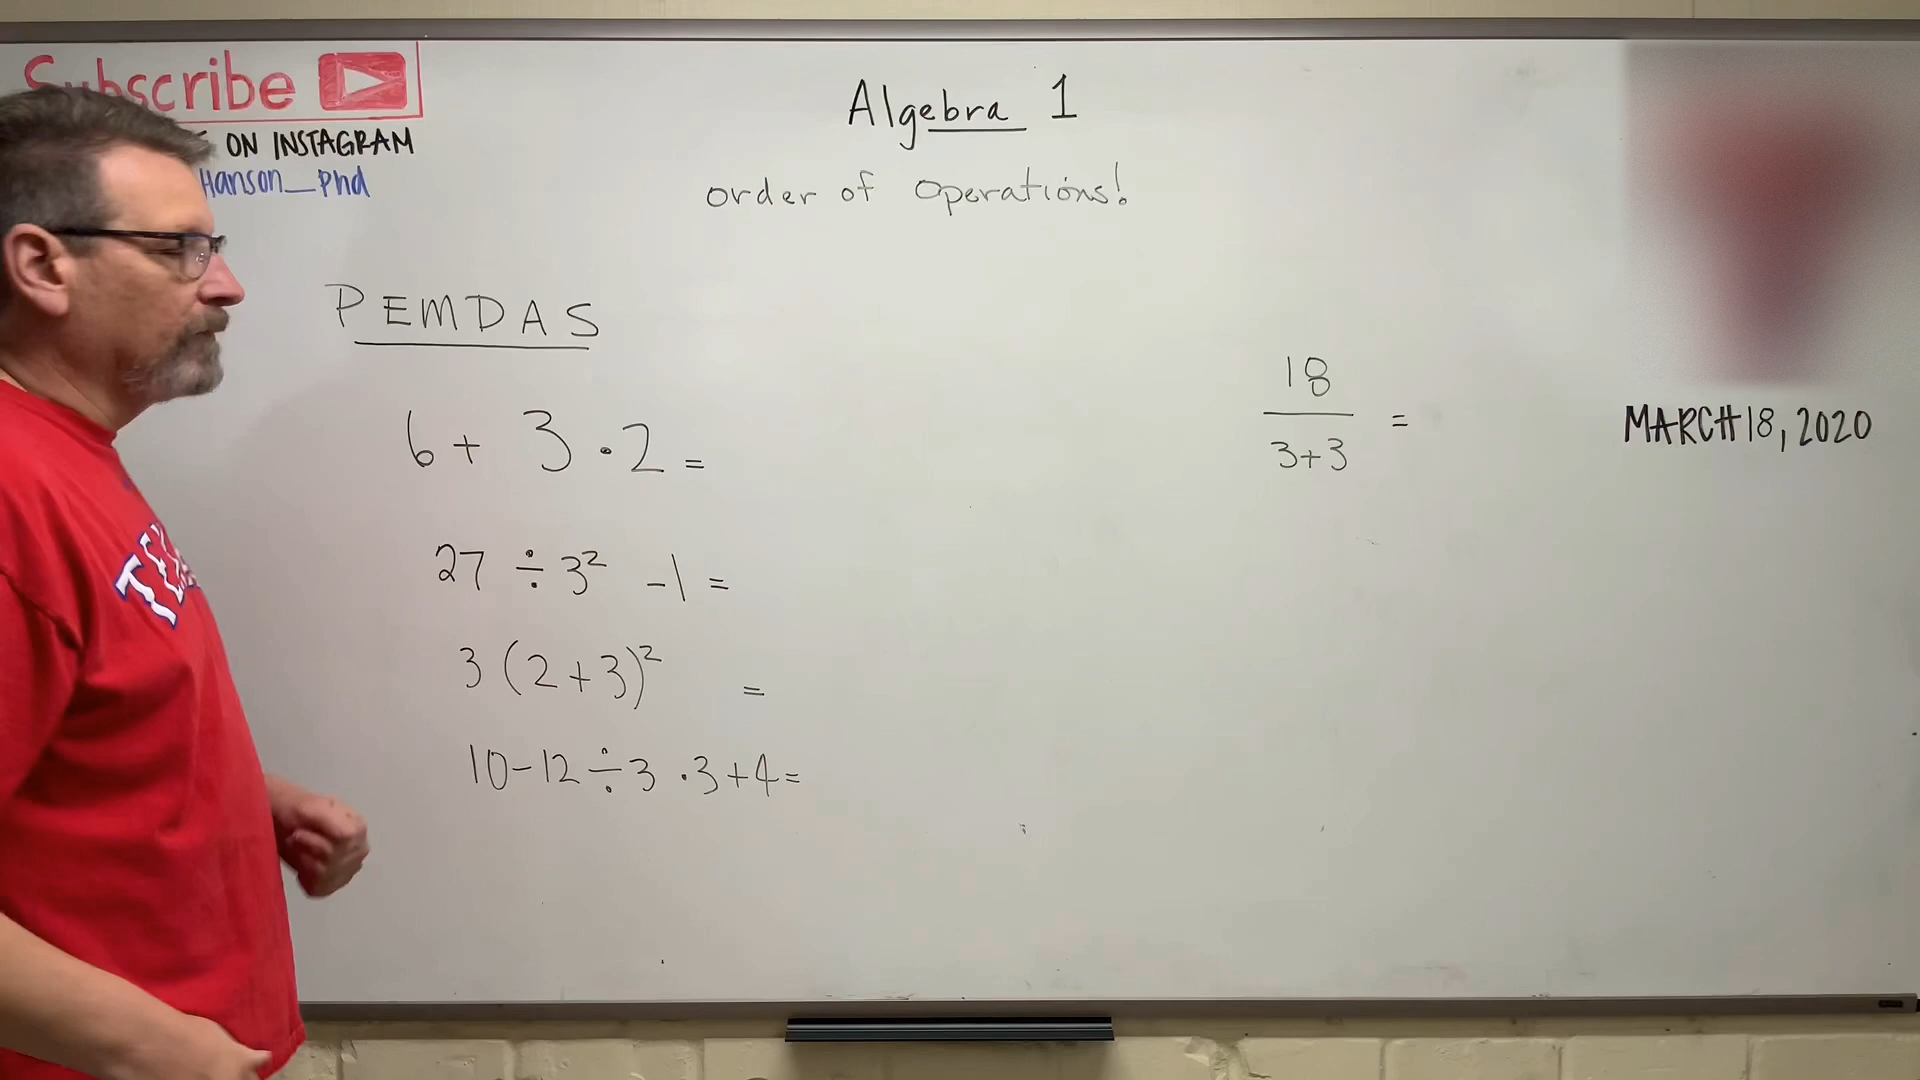 Subscribe
ON INSTAGRAM
Hanson_Phd
Algebra 1
order of Operations!
PEMDAS
6 + 3 · 2 =
27 ÷ 3² - 1 =
3 (2+3)² =
10 - 12 ÷ 3 · 3 + 4 =
18
3+3 =
MARCH 18, 2020